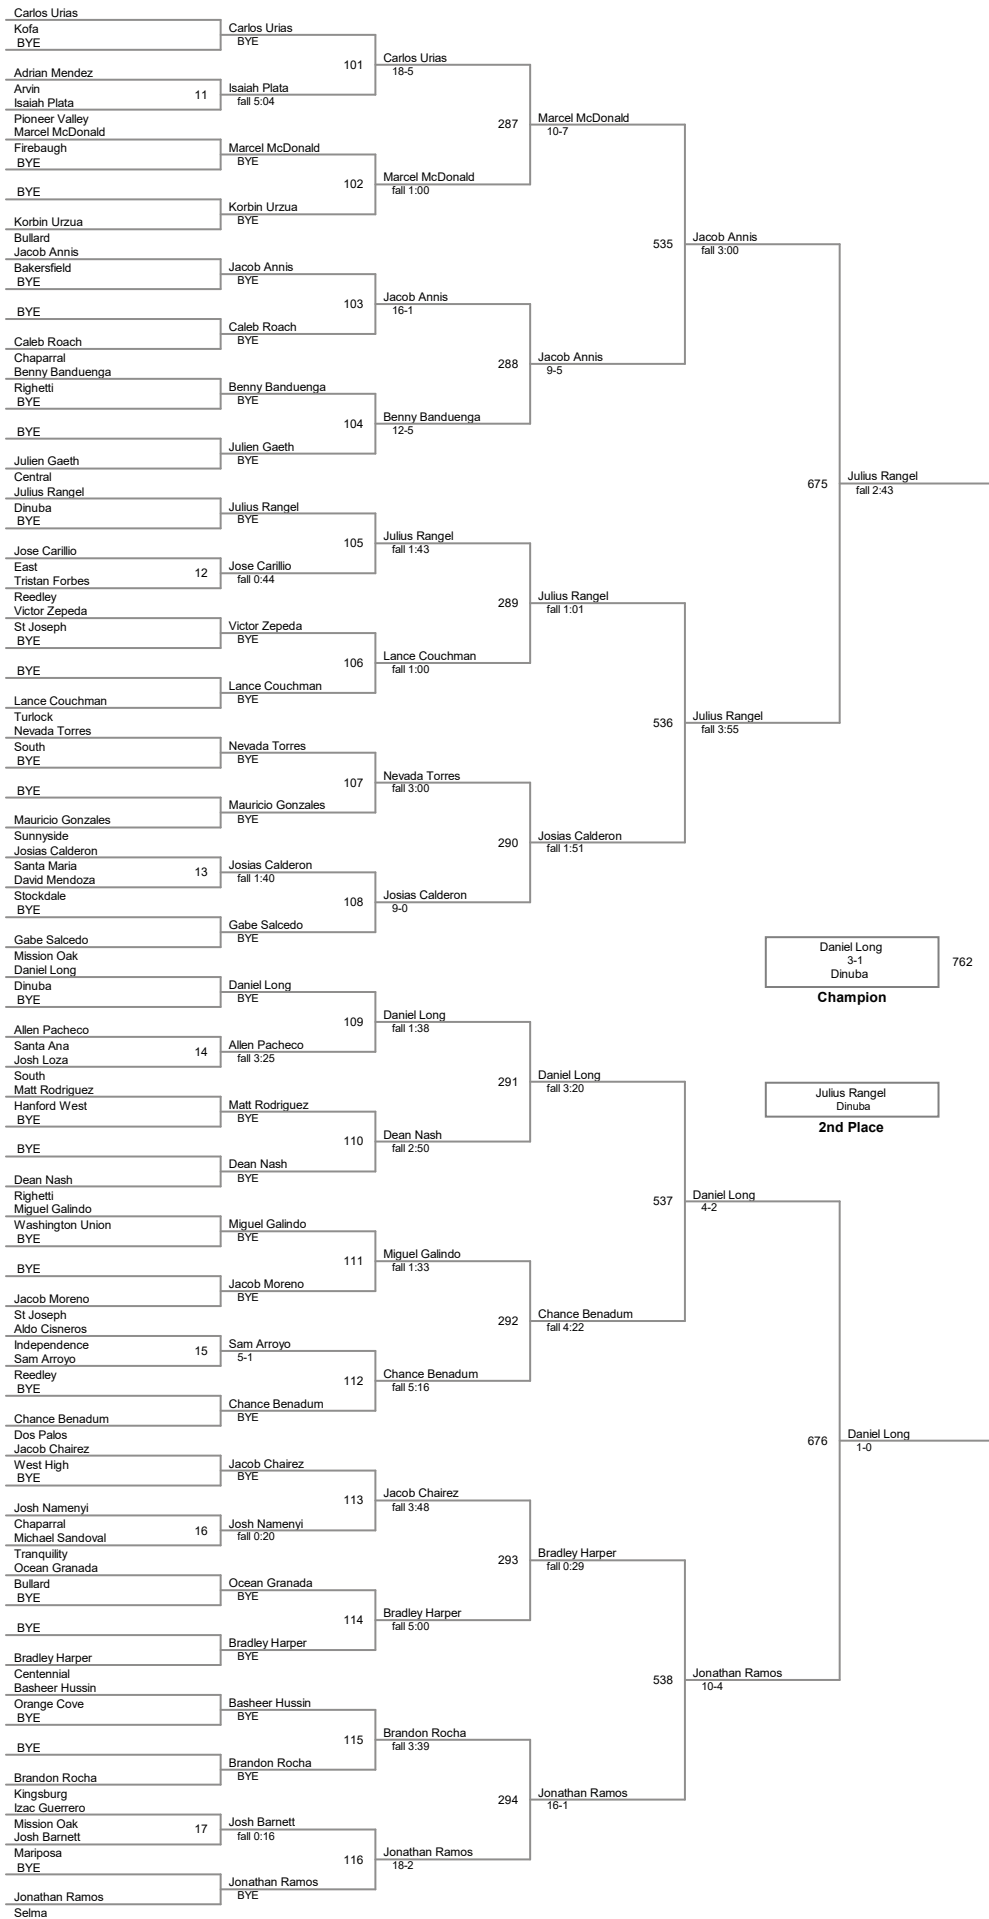 Carlos Urias
Kofa
BYE
Carlos Urias
BYE
101
Carlos Urias
18-5
Adrian Mendez
Arvin
Isaiah Plata
11
Isaiah Plata
fall 5:04
287
Marcel McDonald
10-7
Pioneer Valley
Marcel McDonald
Firebaugh
BYE
Marcel McDonald
BYE
102
Marcel McDonald
fall 1:00
BYE
Korbin Urzua
BYE
Korbin Urzua
Bullard
535
Jacob Annis
fall 3:00
Jacob Annis
Bakersfield
BYE
Jacob Annis
BYE
103
Jacob Annis
16-1
BYE
Caleb Roach
BYE
Caleb Roach
Chaparral
288
Jacob Annis
9-5
Benny Banduenga
Righetti
BYE
Benny Banduenga
BYE
104
Benny Banduenga
12-5
BYE
Julien Gaeth
BYE
Julien Gaeth
Central
675
Julius Rangel
fall 2:43
Julius Rangel
Dinuba
BYE
Julius Rangel
BYE
105
Julius Rangel
fall 1:43
Jose Carillio
East
Tristan Forbes
12
Jose Carillio
fall 0:44
Reedley
289
Julius Rangel
fall 1:01
Victor Zepeda
St Joseph
BYE
Victor Zepeda
BYE
106
Lance Couchman
fall 1:00
BYE
Lance Couchman
BYE
Lance Couchman
Turlock
536
Julius Rangel
fall 3:55
Nevada Torres
South
BYE
Nevada Torres
BYE
107
Nevada Torres
fall 3:00
BYE
Mauricio Gonzales
BYE
Mauricio Gonzales
Sunnyside
290
Josias Calderon
fall 1:51
Josias Calderon
Santa Maria
David Mendoza
13
Josias Calderon
fall 1:40
Stockdale
BYE
108
Josias Calderon
9-0
Gabe Salcedo
BYE
Gabe Salcedo
Mission Oak
Daniel Long
3-1
Dinuba
762
Champion
Daniel Long
Dinuba
BYE
Daniel Long
BYE
109
Daniel Long
fall 1:38
Allen Pacheco
Santa Ana
Josh Loza
14
Allen Pacheco
fall 3:25
South
291
Daniel Long
fall 3:20
Julius Rangel
Dinuba
2nd Place
Matt Rodriguez
Hanford West
BYE
Matt Rodriguez
BYE
110
Dean Nash
fall 2:50
BYE
Dean Nash
BYE
Dean Nash
Righetti
537
Daniel Long
4-2
Miguel Galindo
Washington Union
BYE
Miguel Galindo
BYE
111
Miguel Galindo
fall 1:33
BYE
Jacob Moreno
BYE
Jacob Moreno
St Joseph
292
Chance Benadum
fall 4:22
Aldo Cisneros
Independence
Sam Arroyo
15
Sam Arroyo
5-1
Reedley
BYE
112
Chance Benadum
fall 5:16
Chance Benadum
BYE
Chance Benadum
Dos Palos
676
Daniel Long
1-0
Jacob Chairez
West High
BYE
Jacob Chairez
BYE
113
Jacob Chairez
fall 3:48
Josh Namenyi
Chaparral
Michael Sandoval
16
Josh Namenyi
fall 0:20
Tranquility
293
Bradley Harper
fall 0:29
Ocean Granada
Bullard
BYE
Ocean Granada
BYE
114
Bradley Harper
fall 5:00
BYE
Bradley Harper
BYE
Bradley Harper
Centennial
538
Jonathan Ramos
10-4
Basheer Hussin
Orange Cove
BYE
Basheer Hussin
BYE
115
Brandon Rocha
fall 3:39
BYE
Brandon Rocha
BYE
Brandon Rocha
Kingsburg
294
Jonathan Ramos
16-1
Izac Guerrero
Mission Oak
Josh Barnett
17
Josh Barnett
fall 0:16
Mariposa
BYE
116
Jonathan Ramos
18-2
Jonathan Ramos
BYE
Jonathan Ramos
Selma